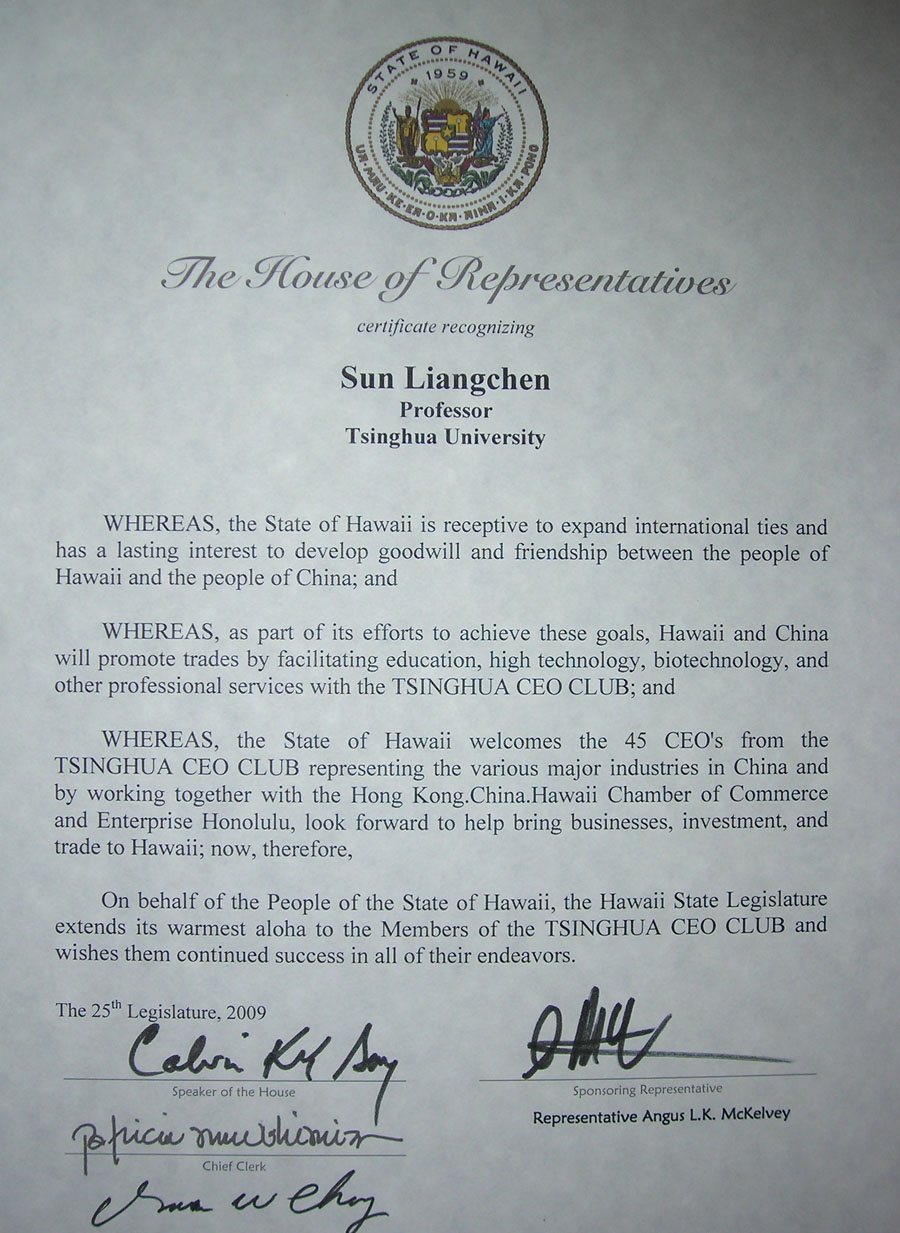 STATE OF HAWAII
1959
UA·MAU·KE·EA·O·KA·AINA·I·KA·PONO
The House of Representatives
certificate recognizing
Sun Liangchen
Professor
Tsinghua University
WHEREAS, the State of Hawaii is receptive to expand international ties and
has a lasting interest to develop goodwill and friendship between the people of
Hawaii and the people of China; and
WHEREAS, as part of its efforts to achieve these goals, Hawaii and China
will promote trades by facilitating education, high technology, biotechnology, and
other professional services with the TSINGHUA CEO CLUB; and
WHEREAS, the State of Hawaii welcomes the 45 CEO's from the
TSINGHUA CEO CLUB representing the various major industries in China and
by working together with the Hong Kong.China.Hawaii Chamber of Commerce
and Enterprise Honolulu, look forward to help bring businesses, investment, and
trade to Hawaii; now, therefore,
On behalf of the People of the State of Hawaii, the Hawaii State Legislature
extends its warmest aloha to the Members of the TSINGHUA CEO CLUB and
wishes them continued success in all of their endeavors.
The 25th Legislature, 2009
Calvin KY Say
Speaker of the House
Sponsoring Representative
Representative Angus L.K. McKelvey
Patricia
Chief Clerk